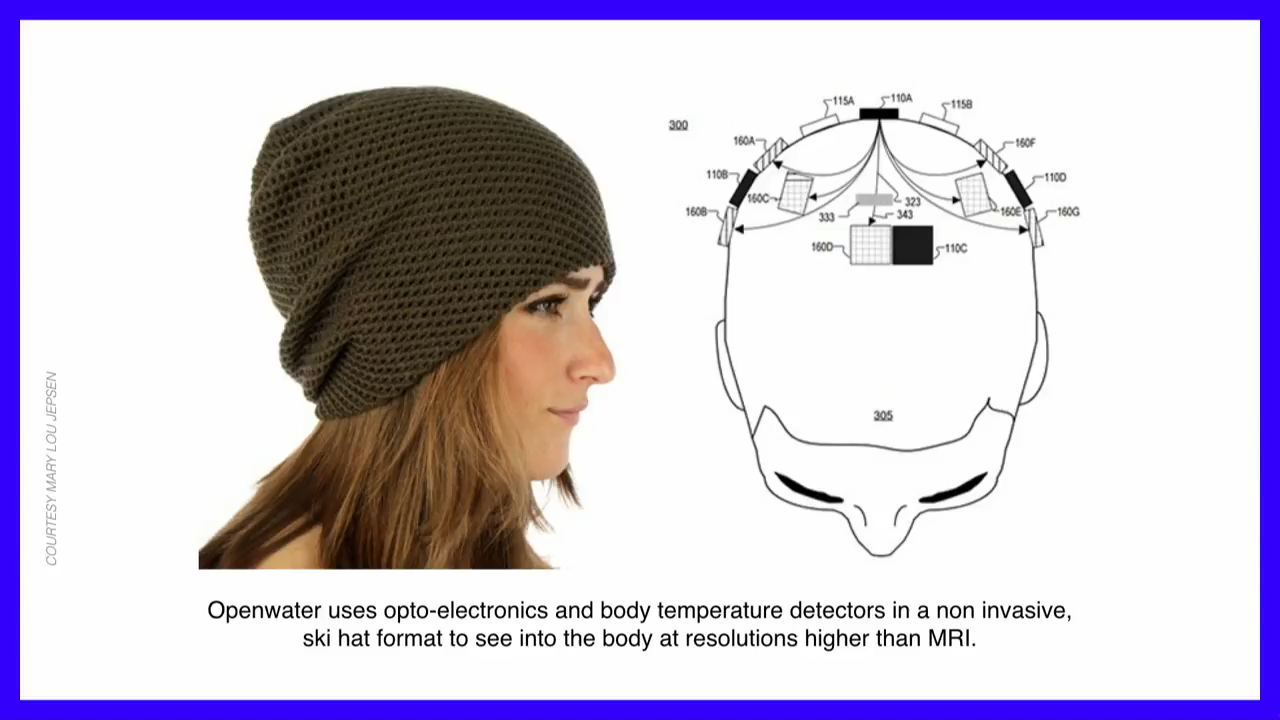 COURTESY MARY LOU JEPSEN
300
115A
110A
115B
160A
160F
110B
110D
160C
160E
160B
160G
323
333
343
160D
110C
305
Openwater uses opto-electronics and body temperature detectors in a non invasive,
ski hat format to see into the body at resolutions higher than MRI.